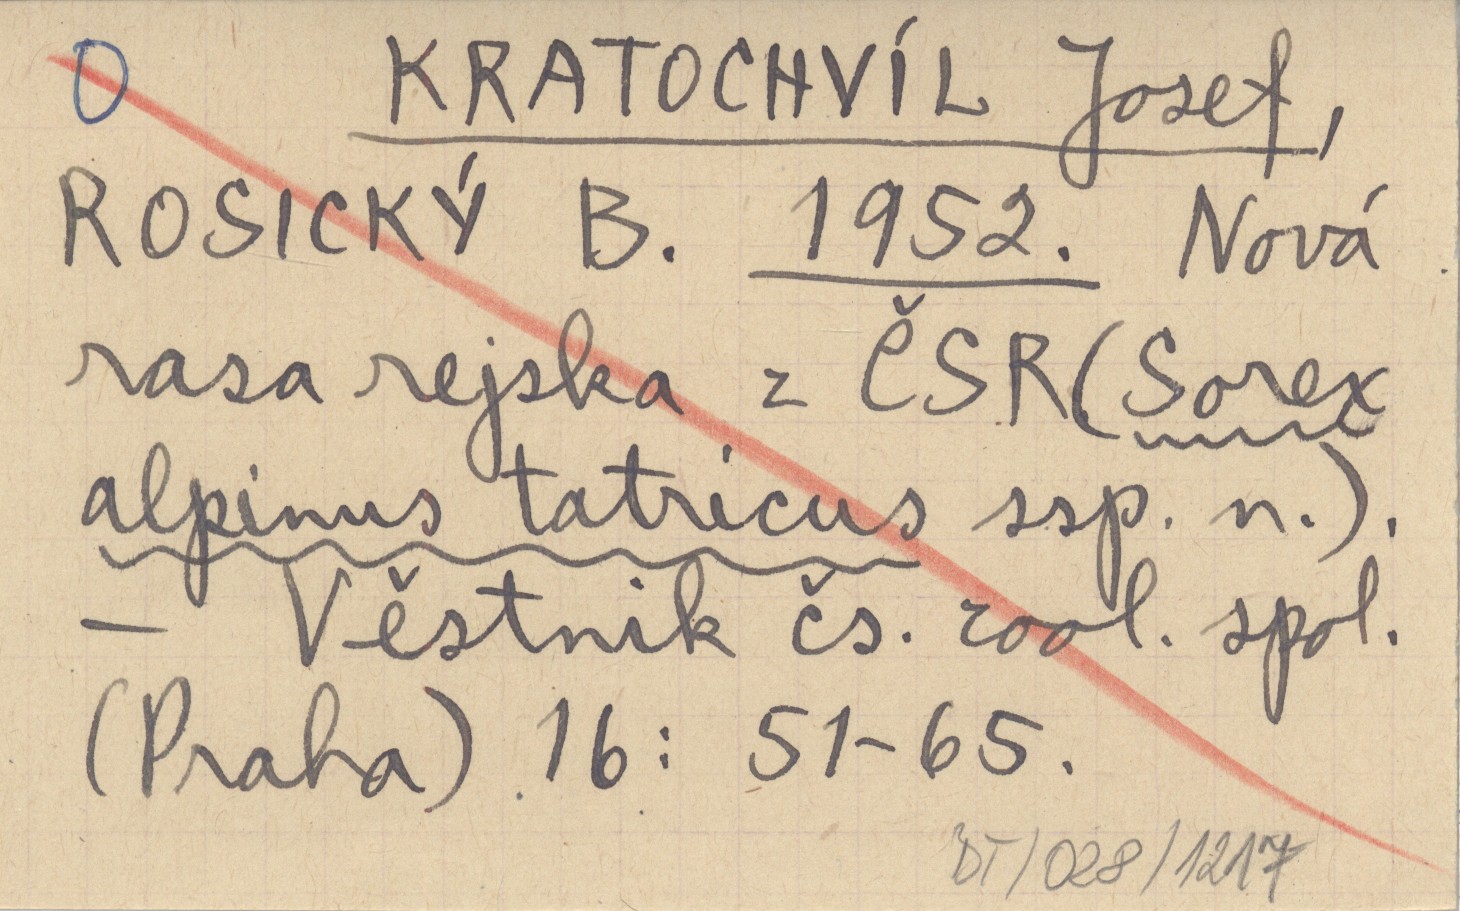 O KRATOCHVÍL Josef,
ROSICKÝ B. 1952. Nová
rasa rejska z ČSR (Sorex
alpinus tatricus ssp. n.).
— Věstnik čs. zool. spol.
(Praha) 16: 51-65.
DT/028/1217